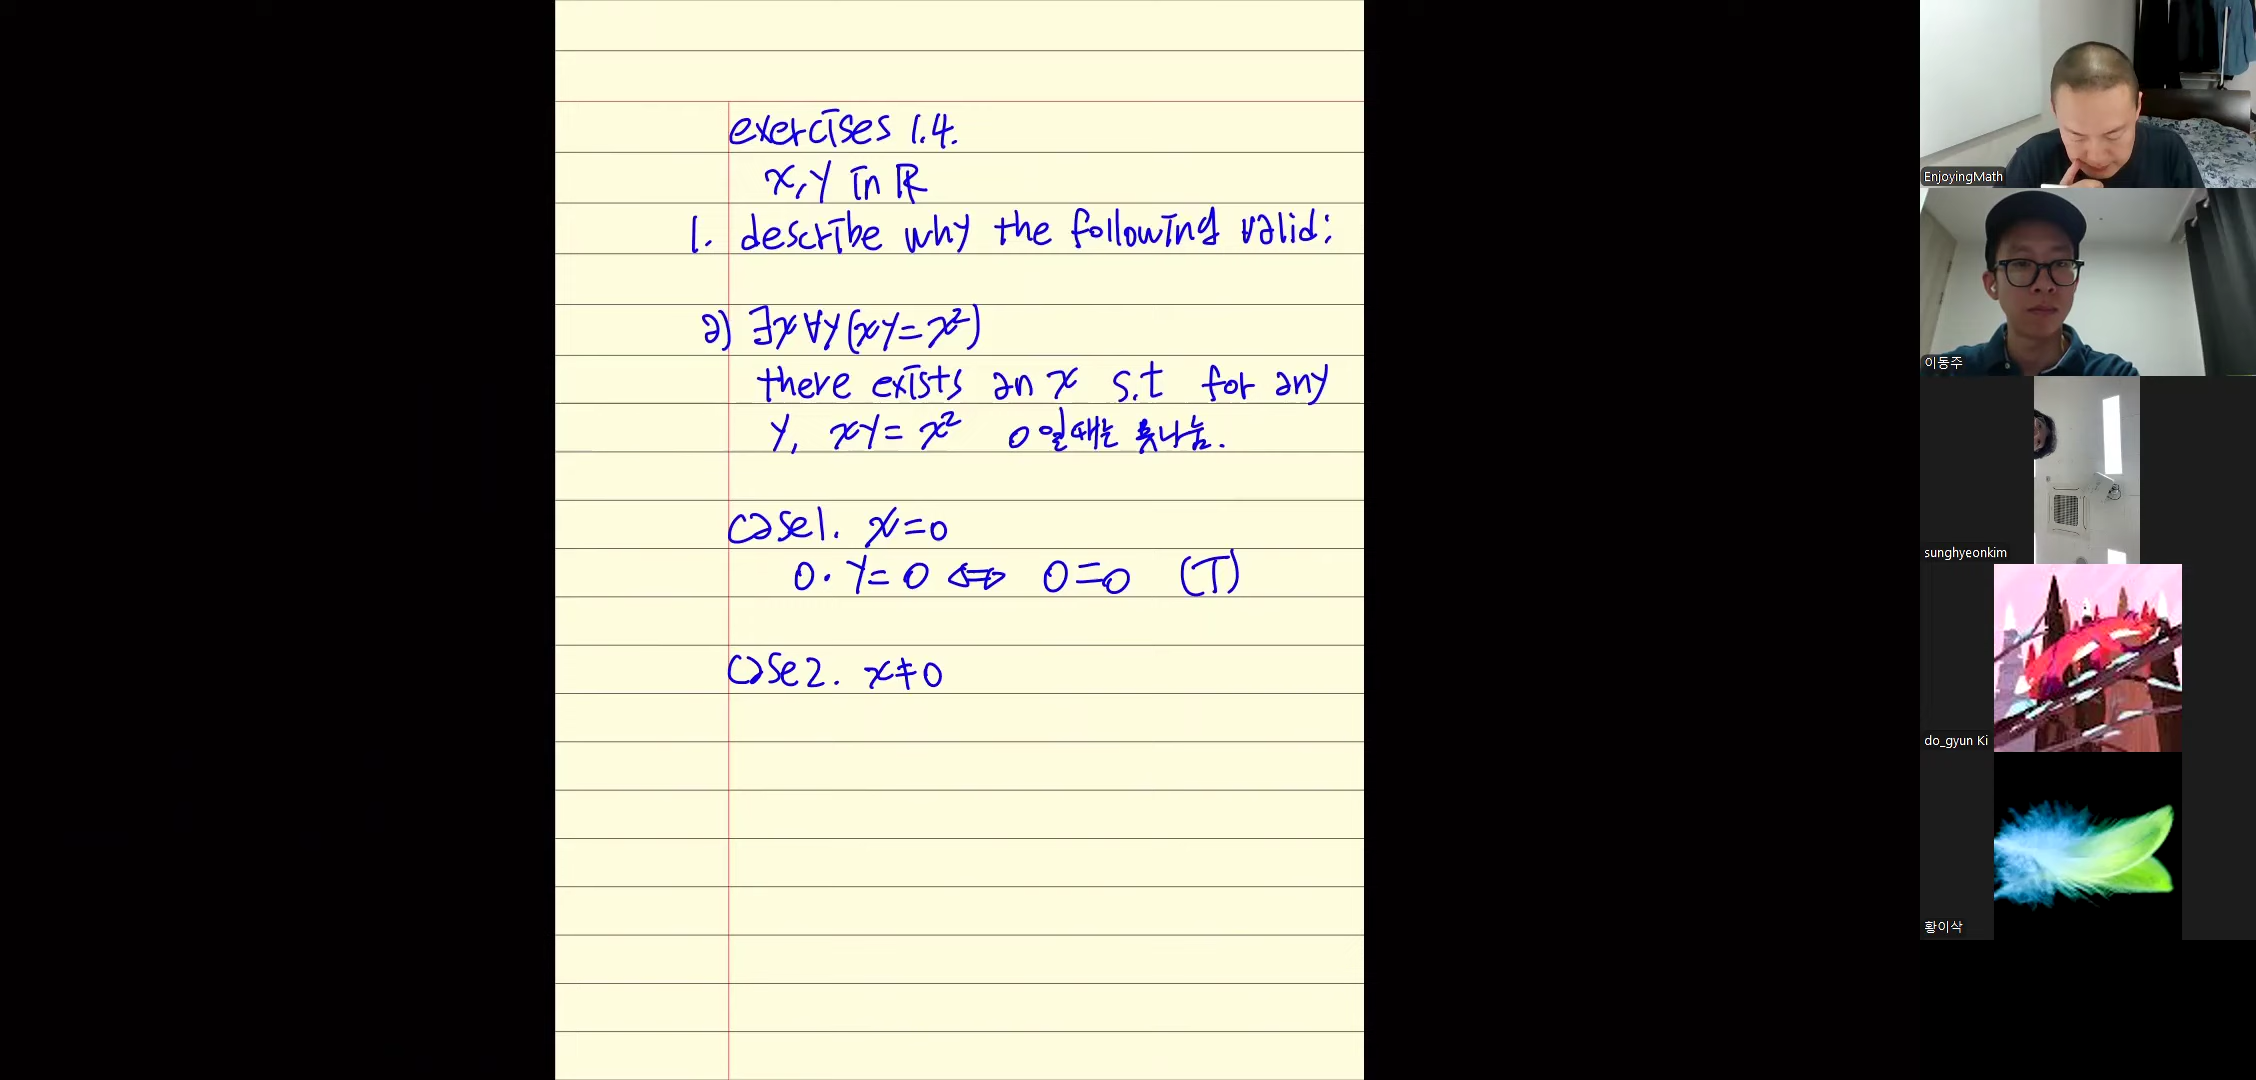 exercises 1.4.
x, y in ℝ
1. describe why the following valid:
a) ∃x∀y(xy=x²)
there exists an x s.t for any
y, xy = x² 0일때는 못나눔.
case1. x=0
0·y=0 ⇔ 0=0 (T)
case2. x≠0
EnjoyingMath
이동주
sunghyeonkim
do_gyun Ki
황이삭